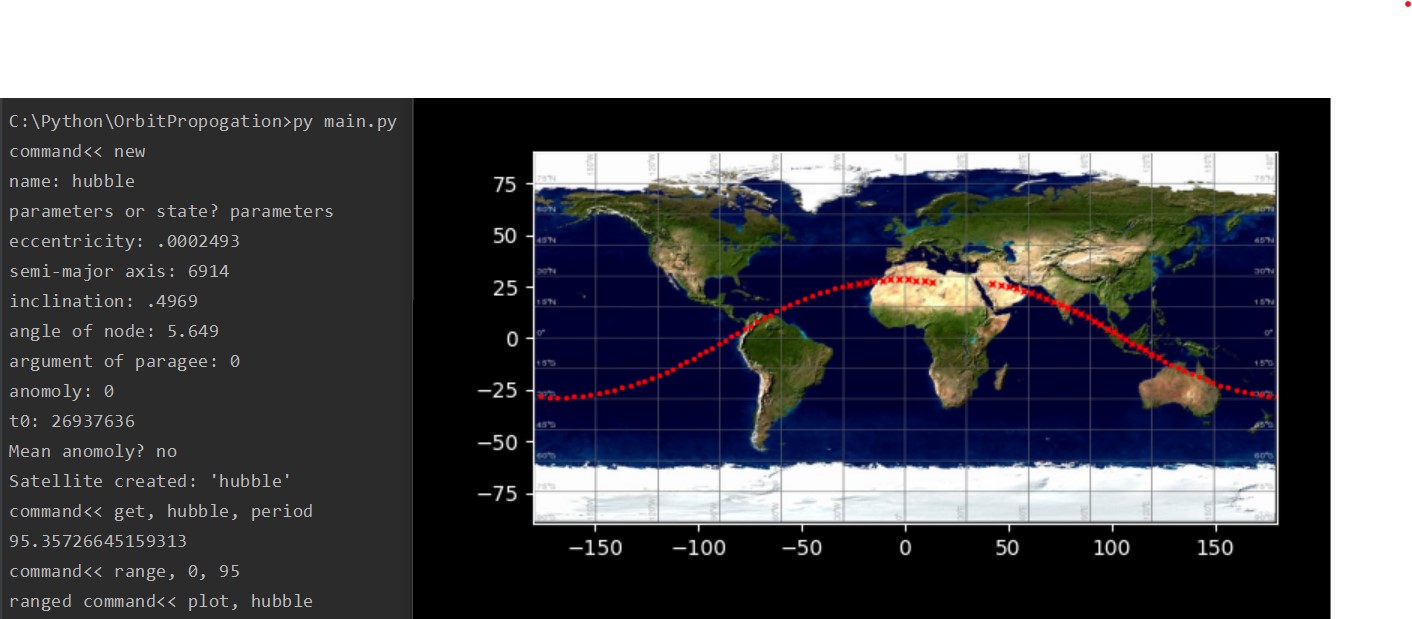 C:\Python\OrbitPropogation>py main.py
command<< new
name: hubble
parameters or state? parameters
eccentricity: .0002493
semi-major axis: 6914
inclination: .4969
angle of node: 5.649
argument of paragee: 0
anomoly: 0
t0: 26937636
Mean anomoly? no
Satellite created: 'hubble'
command<< get, hubble, period
95.35726645159313
command<< range, 0, 95
ranged command<< plot, hubble
75
50
25
0
−25
−50
−75
−150
−100
−50
0
50
100
150